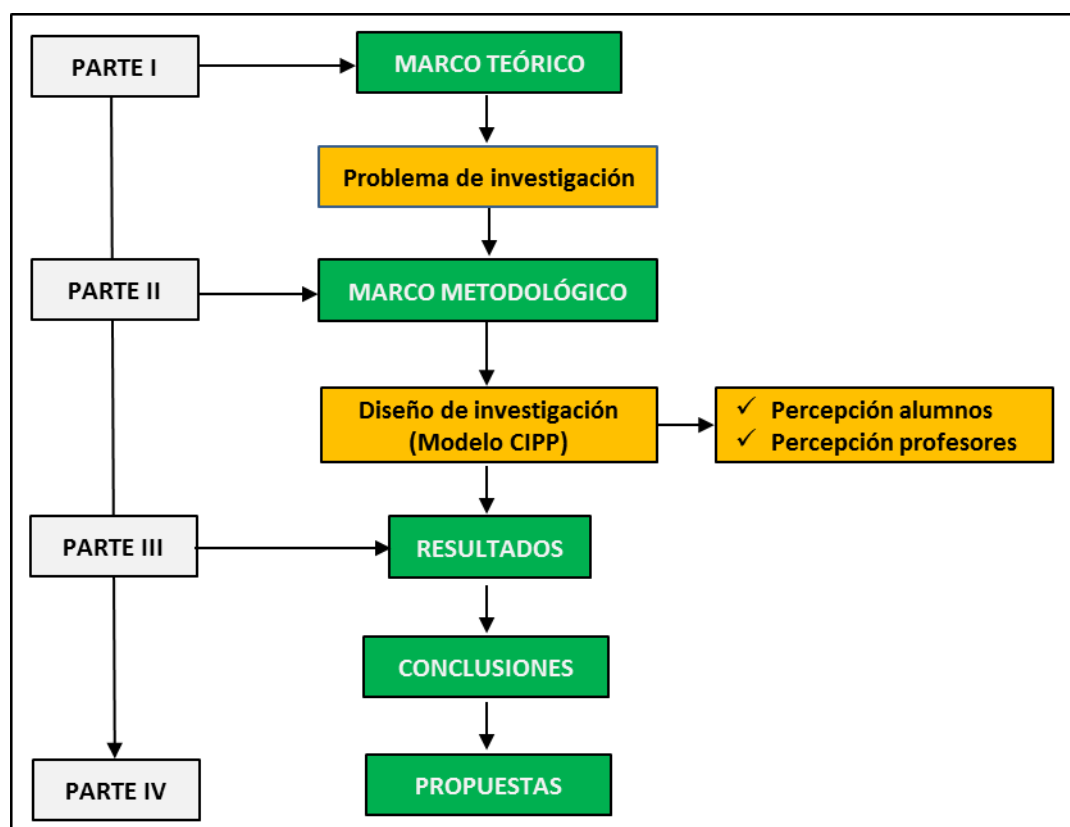 PARTE I
MARCO TEÓRICO
Problema de investigación
PARTE II
MARCO METODOLÓGICO
Diseño de investigación
(Modelo CIPP)
✓ Percepción alumnos
✓ Percepción profesores
PARTE III
RESULTADOS
CONCLUSIONES
PARTE IV
PROPUESTAS